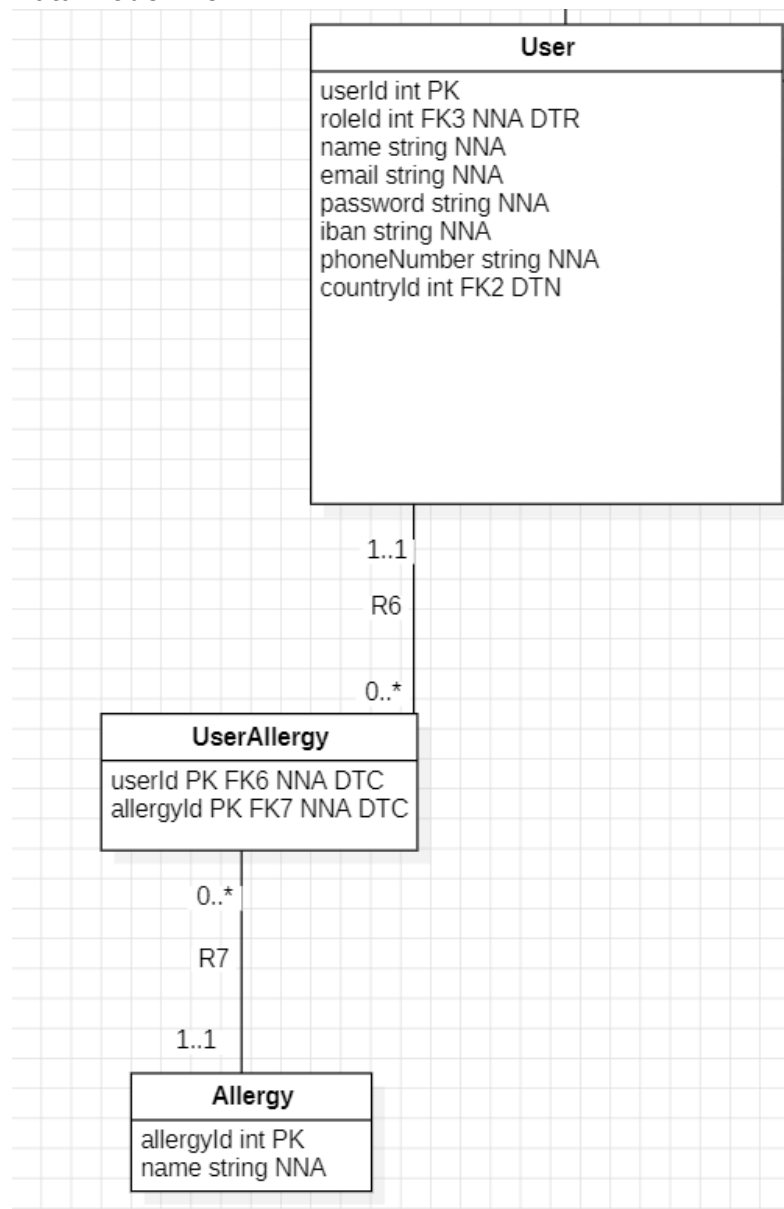 User
userId int PK
roleId int FK3 NNA DTR
name string NNA
email string NNA
password string NNA
iban string NNA
phoneNumber string NNA
countryId int FK2 DTN
1..1
R6
0..*
UserAllergy
userId PK FK6 NNA DTC
allergyId PK FK7 NNA DTC
0..*
R7
1..1
Allergy
allergyId int PK
name string NNA